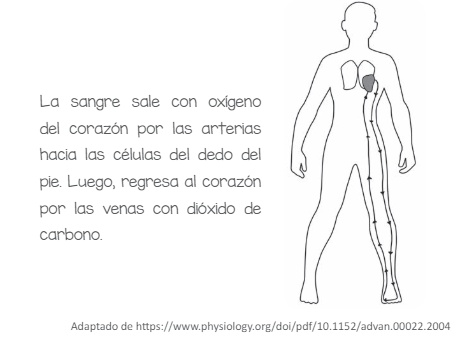 La sangre sale con oxígeno
del corazón por las arterias
hacia las células del dedo del
pie. Luego, regresa al corazón
por las venas con dióxido de
carbono.
Adaptado de https://www.physiology.org/doi/pdf/10.1152/advan.00022.2004